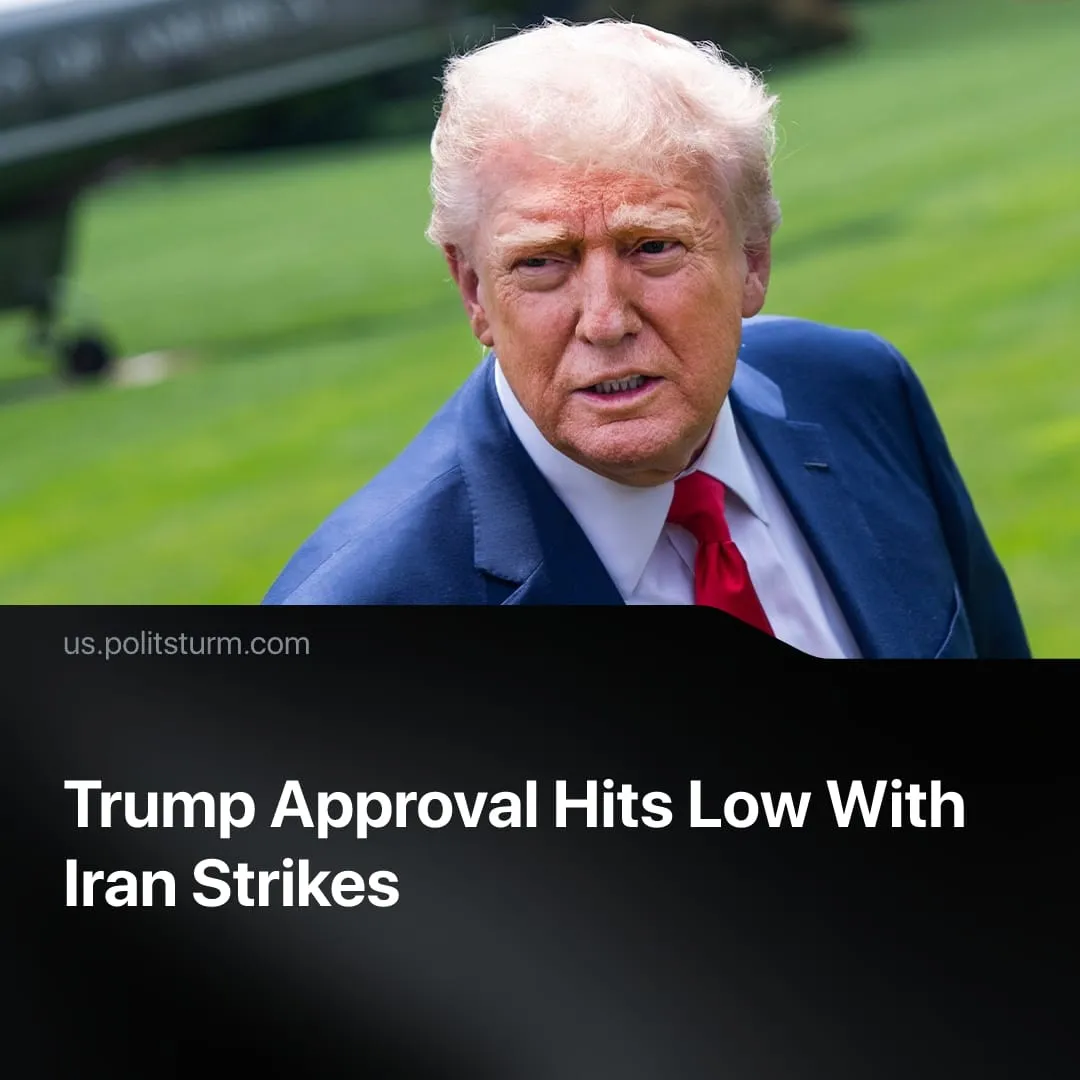 us.politsturm.com
Trump Approval Hits Low With
Iran Strikes